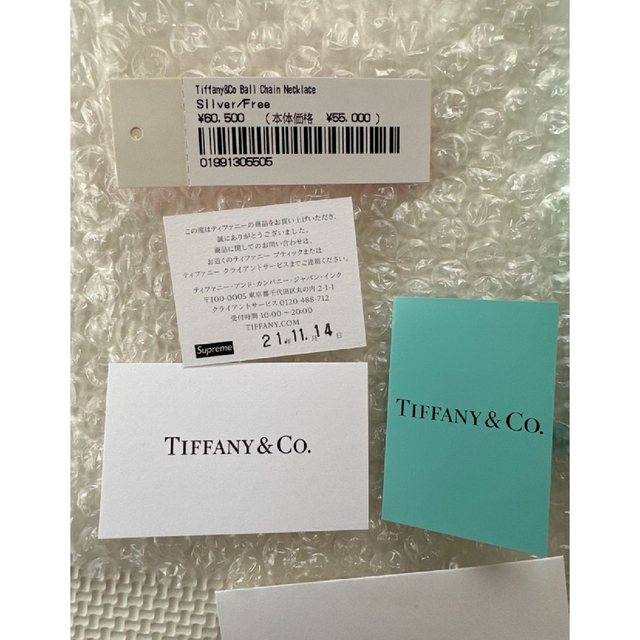 Tiffany&Co Ball Chain Necklace
Silver/Free
¥60,500 (本体価格 ¥55,000 )
01991305505
この度はティファニーの商品をお買い上げいただき、
誠にありがとうございました。
商品に関してのお問い合わせは、
お近くのティファニー ブティックまたは
ティファニー クライアントサービスまでご連絡ください。
ティファニー・アンド・カンパニー・ジャパン・インク
〒100-0005 東京都千代田区丸の内 2-1-1
クライアントサービス 0120-488-712
受付時間 10:00～20:00
TIFFANY.COM
Supreme
21年11月14日
TIFFANY & CO.
TIFFANY & CO.